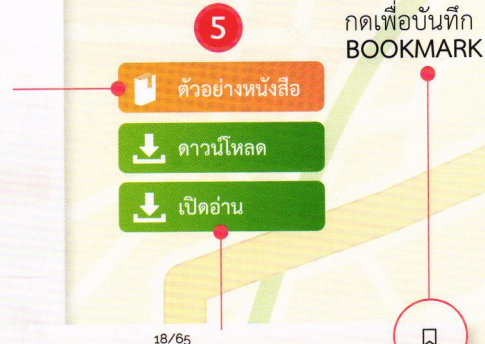 5
กดเพื่อบันทึก
BOOKMARK
ตัวอย่างหนังสือ
ดาวน์โหลด
เปิดอ่าน
18/65